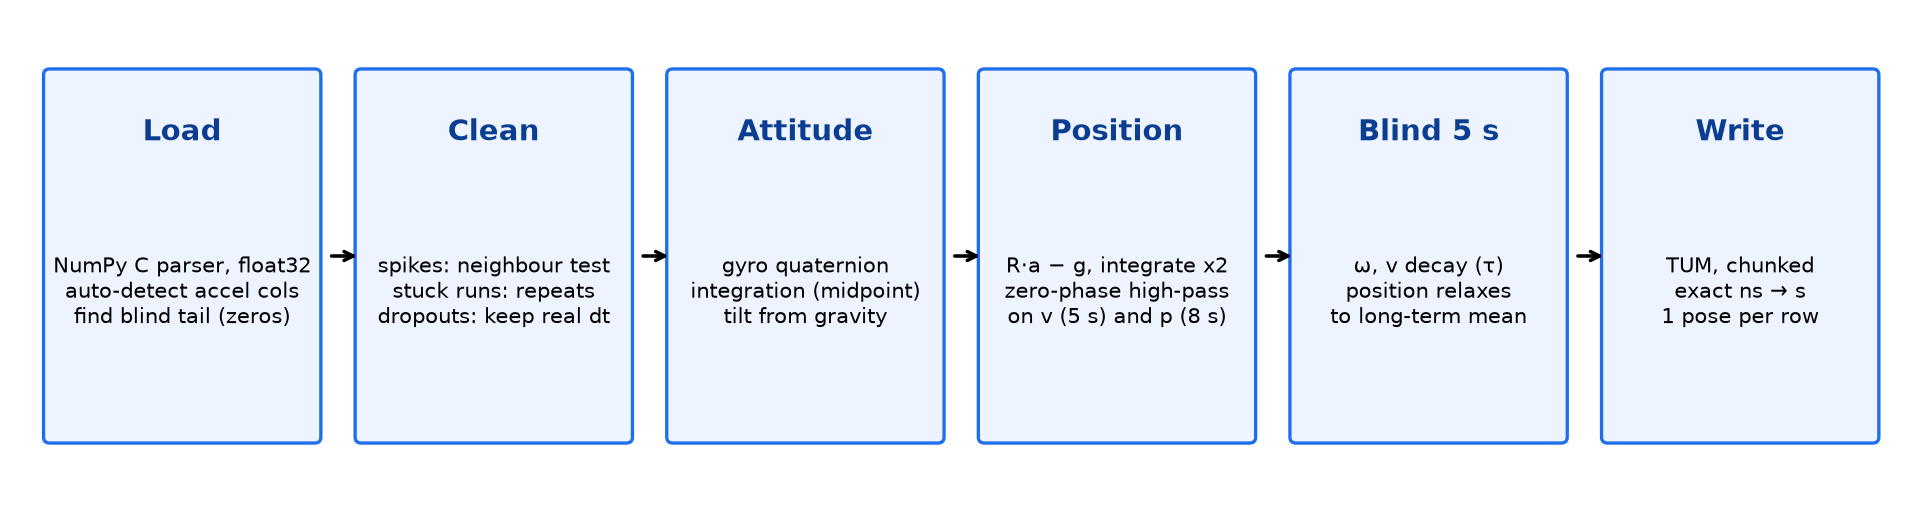 Load
NumPy C parser, float32
auto-detect accel cols
find blind tail (zeros)
Clean
spikes: neighbour test
stuck runs: repeats
dropouts: keep real dt
Attitude
gyro quaternion
integration (midpoint)
tilt from gravity
Position
R·a − g, integrate x2
zero-phase high-pass
on v (5 s) and p (8 s)
Blind 5 s
ω, v decay (τ)
position relaxes
to long-term mean
Write
TUM, chunked
exact ns → s
1 pose per row